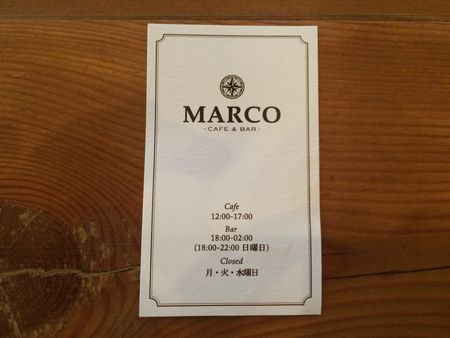 MARCO
· CAFE & BAR ·
Cafe
12:00-17:00
Bar
18:00-02:00
(18:00-22:00 日曜日)
Closed
月・火・水曜日